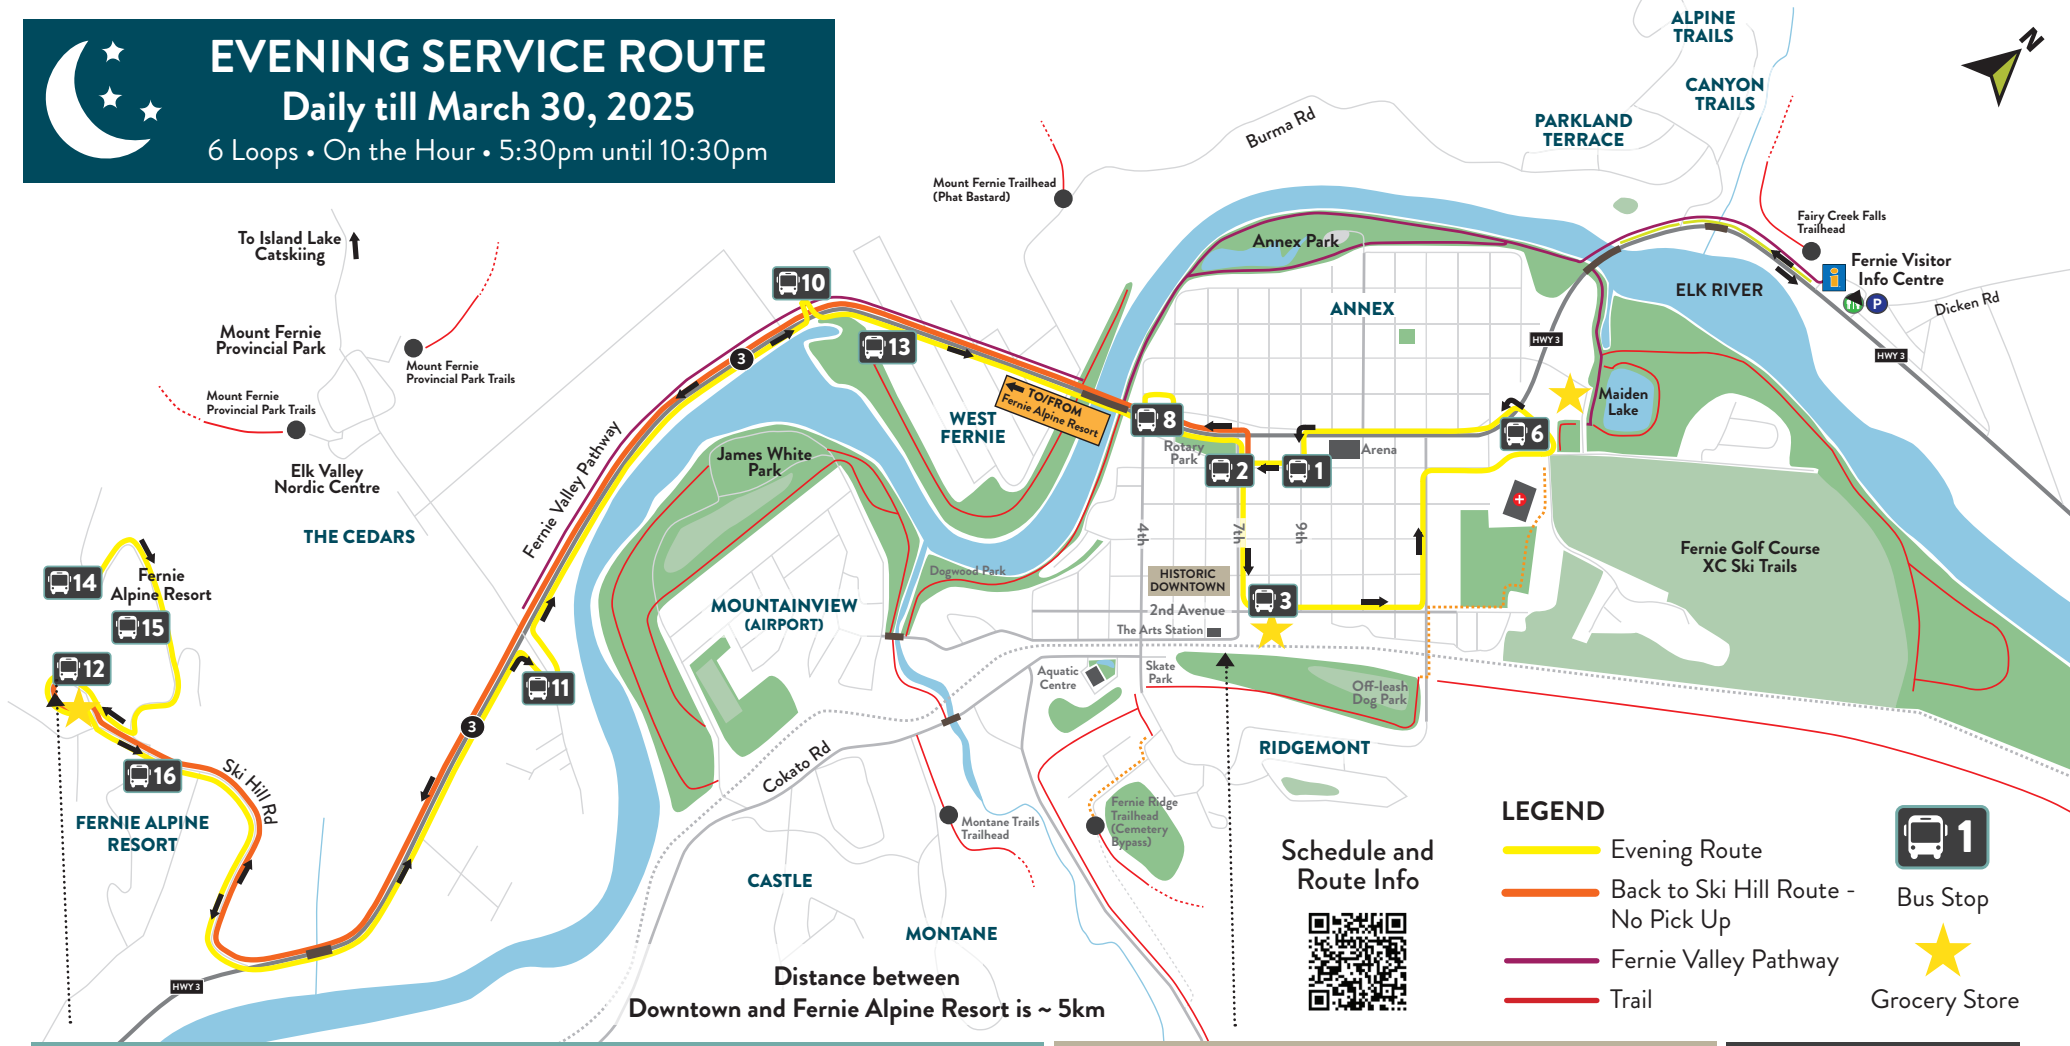 EVENING SERVICE ROUTE
Daily till March 30, 2025
6 Loops • On the Hour • 5:30pm until 10:30pm
ALPINE
TRAILS
CANYON
TRAILS
PARKLAND
TERRACE
N
Burma Rd
Mount Fernie Trailhead
(Phat Bastard)
Fairy Creek Falls
Trailhead
Fernie Visitor
Info Centre
i
P
Dicken Rd
HWY 3
ELK RIVER
Annex Park
ANNEX
HWY 3
Maiden
Lake
To Island Lake
Catskiing
Mount Fernie
Provincial Park
Mount Fernie
Provincial Park Trails
Mount Fernie
Provincial Park Trails
Elk Valley
Nordic Centre
THE CEDARS
Fernie Valley Pathway
3
10
13
WEST
FERNIE
TO/FROM
Fernie Alpine Resort
8
Rotary
Park
2
1
Arena
6
James White
Park
Dogwood Park
4th
7th
9th
HISTORIC
DOWNTOWN
2nd Avenue
3
The Arts Station
Fernie Golf Course
XC Ski Trails
MOUNTAINVIEW
(AIRPORT)
14
Fernie
Alpine Resort
15
12
11
3
16
Ski Hill Rd
FERNIE ALPINE
RESORT
HWY 3
Aquatic
Centre
Skate
Park
Off-leash
Dog Park
RIDGEMONT
Cokato Rd
Montane Trails
Trailhead
Fernie Ridge
Trailhead
(Cemetery
Bypass)
CASTLE
MONTANE
Distance between
Downtown and Fernie Alpine Resort is ~ 5km
Schedule and
Route Info
LEGEND
Evening Route
Back to Ski Hill Route -
No Pick Up
Fernie Valley Pathway
Trail
1
Bus Stop
Grocery Store